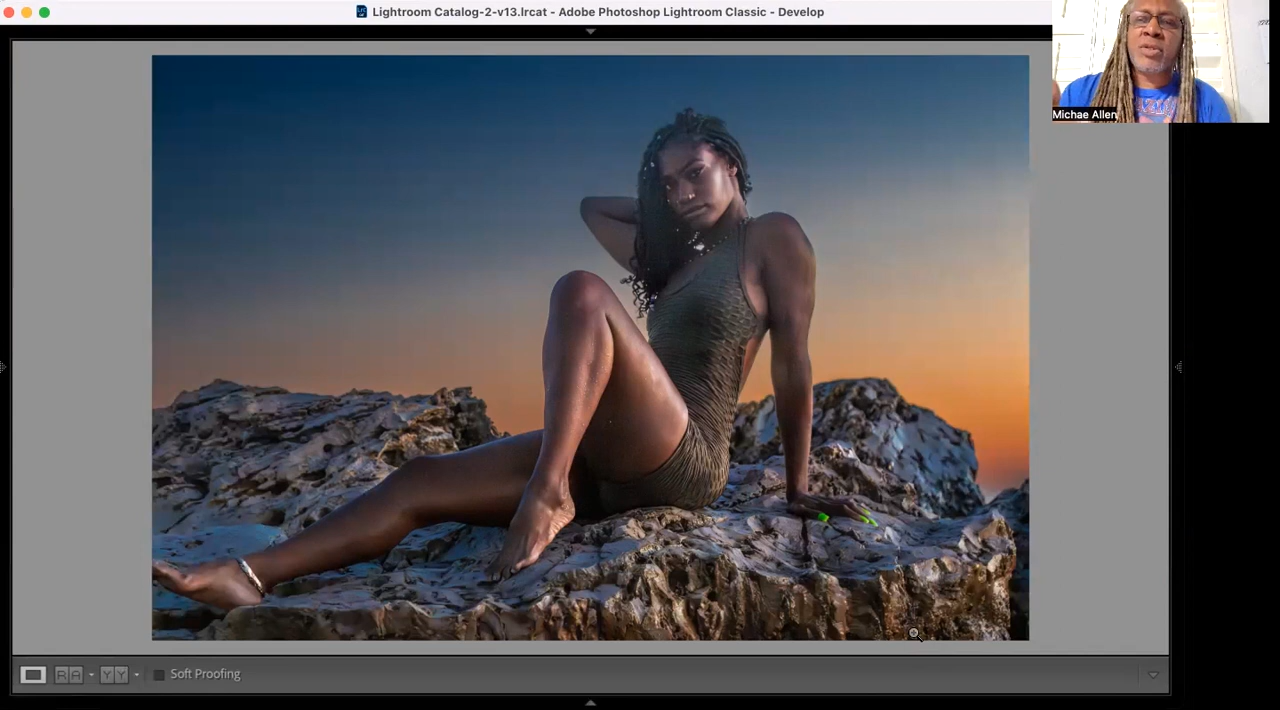 Lightroom Catalog-2-v13.lrcat - Adobe Photoshop Lightroom Classic - Develop
Michae Allen
R A
Y Y
Soft Proofing